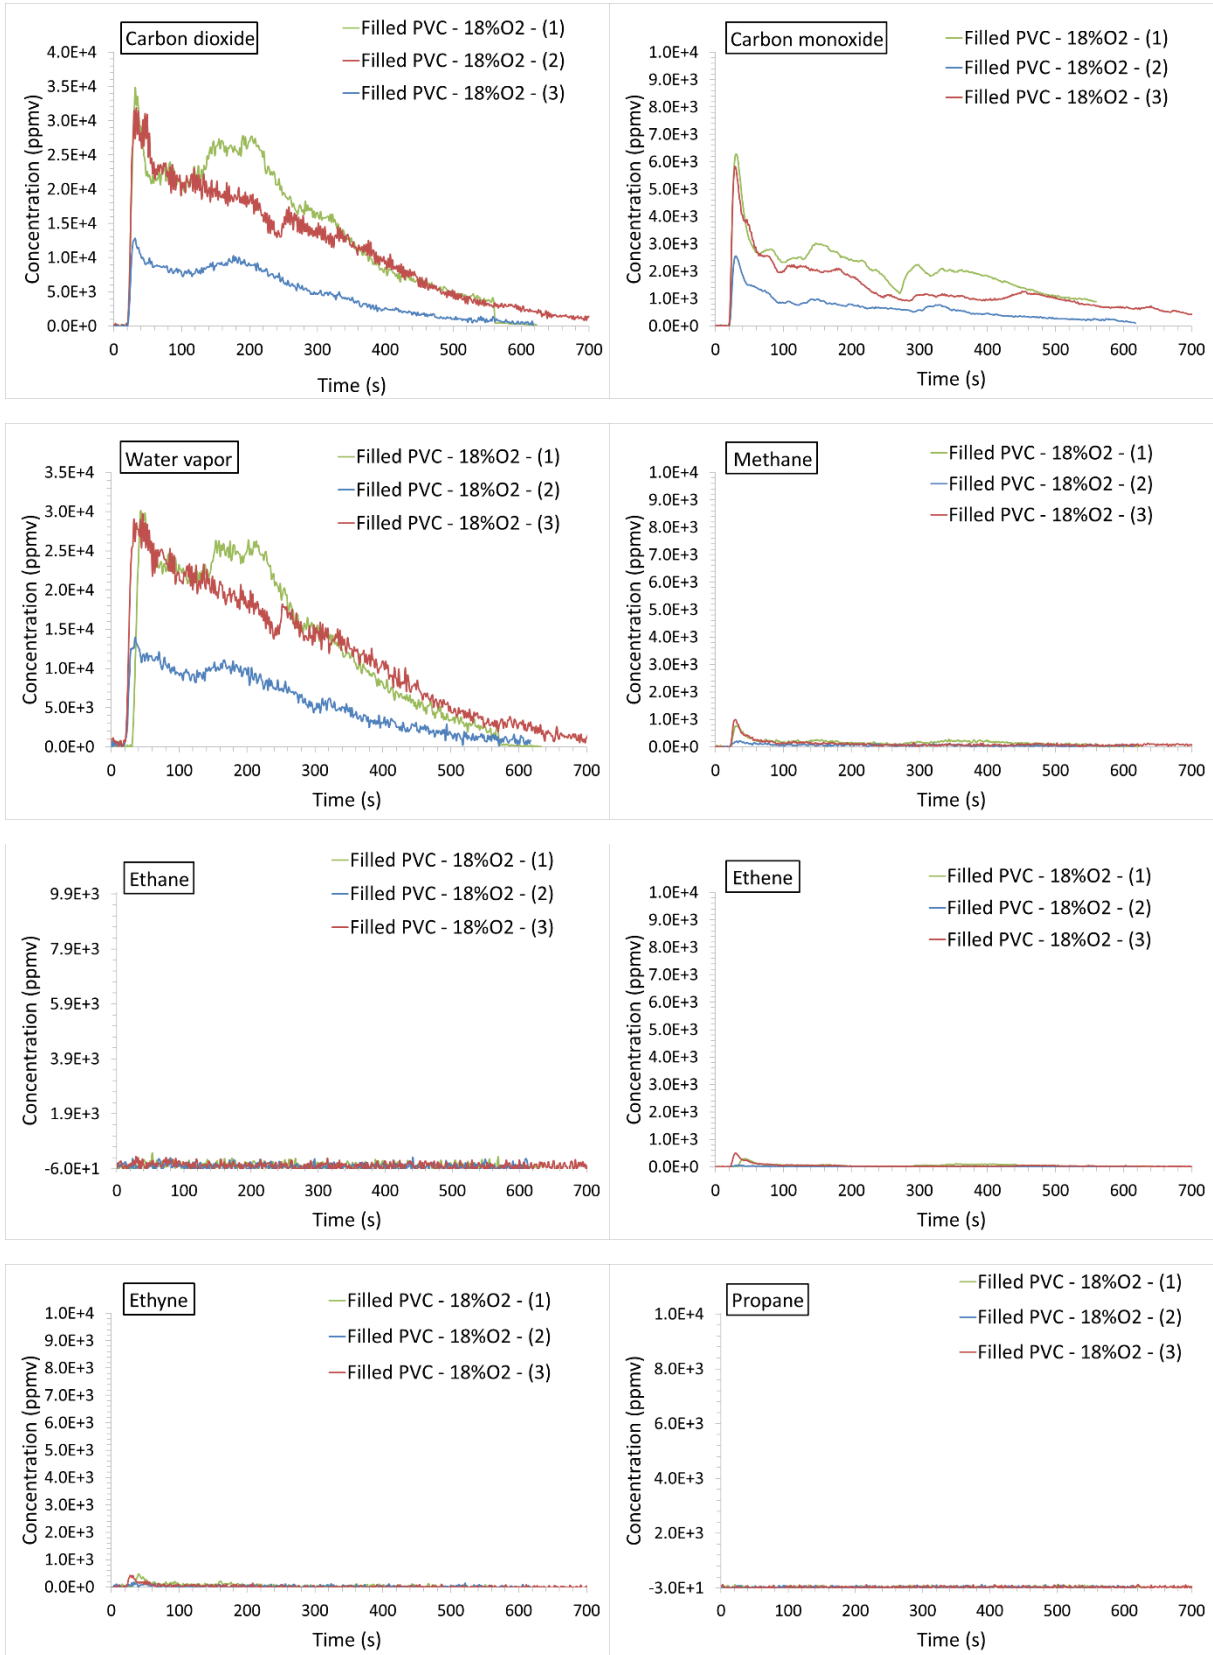 Carbon dioxide
Filled PVC - 18%O2 - (1)
Filled PVC - 18%O2 - (2)
Filled PVC - 18%O2 - (3)
Concentration (ppmv)
4.0E+4
3.5E+4
3.0E+4
2.5E+4
2.0E+4
1.5E+4
1.0E+4
5.0E+3
0.0E+0
0 100 200 300 400 500 600 700
Time (s)
Carbon monoxide
Filled PVC - 18%O2 - (1)
Filled PVC - 18%O2 - (2)
Filled PVC - 18%O2 - (3)
Concentration (ppmv)
1.0E+4
9.0E+3
8.0E+3
7.0E+3
6.0E+3
5.0E+3
4.0E+3
3.0E+3
2.0E+3
1.0E+3
0.0E+0
0 100 200 300 400 500 600 700
Time (s)
Water vapor
Filled PVC - 18%O2 - (1)
Filled PVC - 18%O2 - (2)
Filled PVC - 18%O2 - (3)
Concentration (ppmv)
3.5E+4
3.0E+4
2.5E+4
2.0E+4
1.5E+4
1.0E+4
5.0E+3
0.0E+0
0 100 200 300 400 500 600 700
Time (s)
Methane
Filled PVC - 18%O2 - (1)
Filled PVC - 18%O2 - (2)
Filled PVC - 18%O2 - (3)
Concentration (ppmv)
1.0E+4
9.0E+3
8.0E+3
7.0E+3
6.0E+3
5.0E+3
4.0E+3
3.0E+3
2.0E+3
1.0E+3
0.0E+0
0 100 200 300 400 500 600 700
Time (s)
Ethane
Filled PVC - 18%O2 - (1)
Filled PVC - 18%O2 - (2)
Filled PVC - 18%O2 - (3)
Concentration (ppmv)
9.9E+3
7.9E+3
5.9E+3
3.9E+3
1.9E+3
-6.0E+1
0 100 200 300 400 500 600 700
Time (s)
Ethene
Filled PVC - 18%O2 - (1)
Filled PVC - 18%O2 - (2)
Filled PVC - 18%O2 - (3)
Concentration (ppmv)
1.0E+4
9.0E+3
8.0E+3
7.0E+3
6.0E+3
5.0E+3
4.0E+3
3.0E+3
2.0E+3
1.0E+3
0.0E+0
0 100 200 300 400 500 600 700
Time (s)
Ethyne
Filled PVC - 18%O2 - (1)
Filled PVC - 18%O2 - (2)
Filled PVC - 18%O2 - (3)
Concentration (ppmv)
1.0E+4
9.0E+3
8.0E+3
7.0E+3
6.0E+3
5.0E+3
4.0E+3
3.0E+3
2.0E+3
1.0E+3
0.0E+0
0 100 200 300 400 500 600 700
Time (s)
Propane
Filled PVC - 18%O2 - (1)
Filled PVC - 18%O2 - (2)
Filled PVC - 18%O2 - (3)
Concentration (ppmv)
1.0E+4
8.0E+3
6.0E+3
4.0E+3
2.0E+3
-3.0E+1
0 100 200 300 400 500 600 700
Time (s)